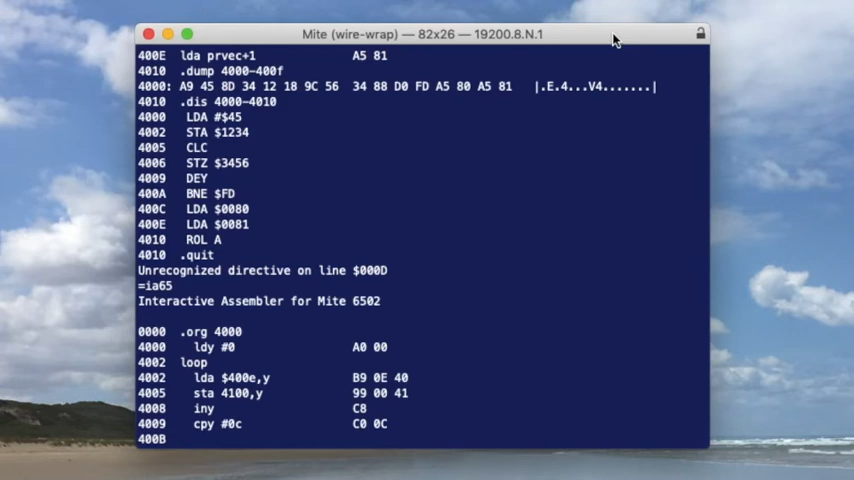 Mite (wire-wrap) — 82x26 — 19200.8.N.1
400E  lda prvec+1            A5 81
4010  .dump 4000-400f
4000: A9 45 8D 34 12 18 9C 56  34 88 D0 FD A5 80 A5 81   |.E.4...V4.......|
4010  .dis 4000-4010
4000   LDA #$45
4002   STA $1234
4005   CLC
4006   STZ $3456
4009   DEY
400A   BNE $FD
400C   LDA $0080
400E   LDA $0081
4010   ROL A
4010  .quit
Unrecognized directive on line $000D
=ia65
Interactive Assembler for Mite 6502
0000  .org 4000
4000    ldy #0               A0 00
4002  loop
4002    lda $400e,y          B9 0E 40
4005    sta 4100,y           99 00 41
4008    iny                  C8
4009    cpy #0c              C0 0C
400B